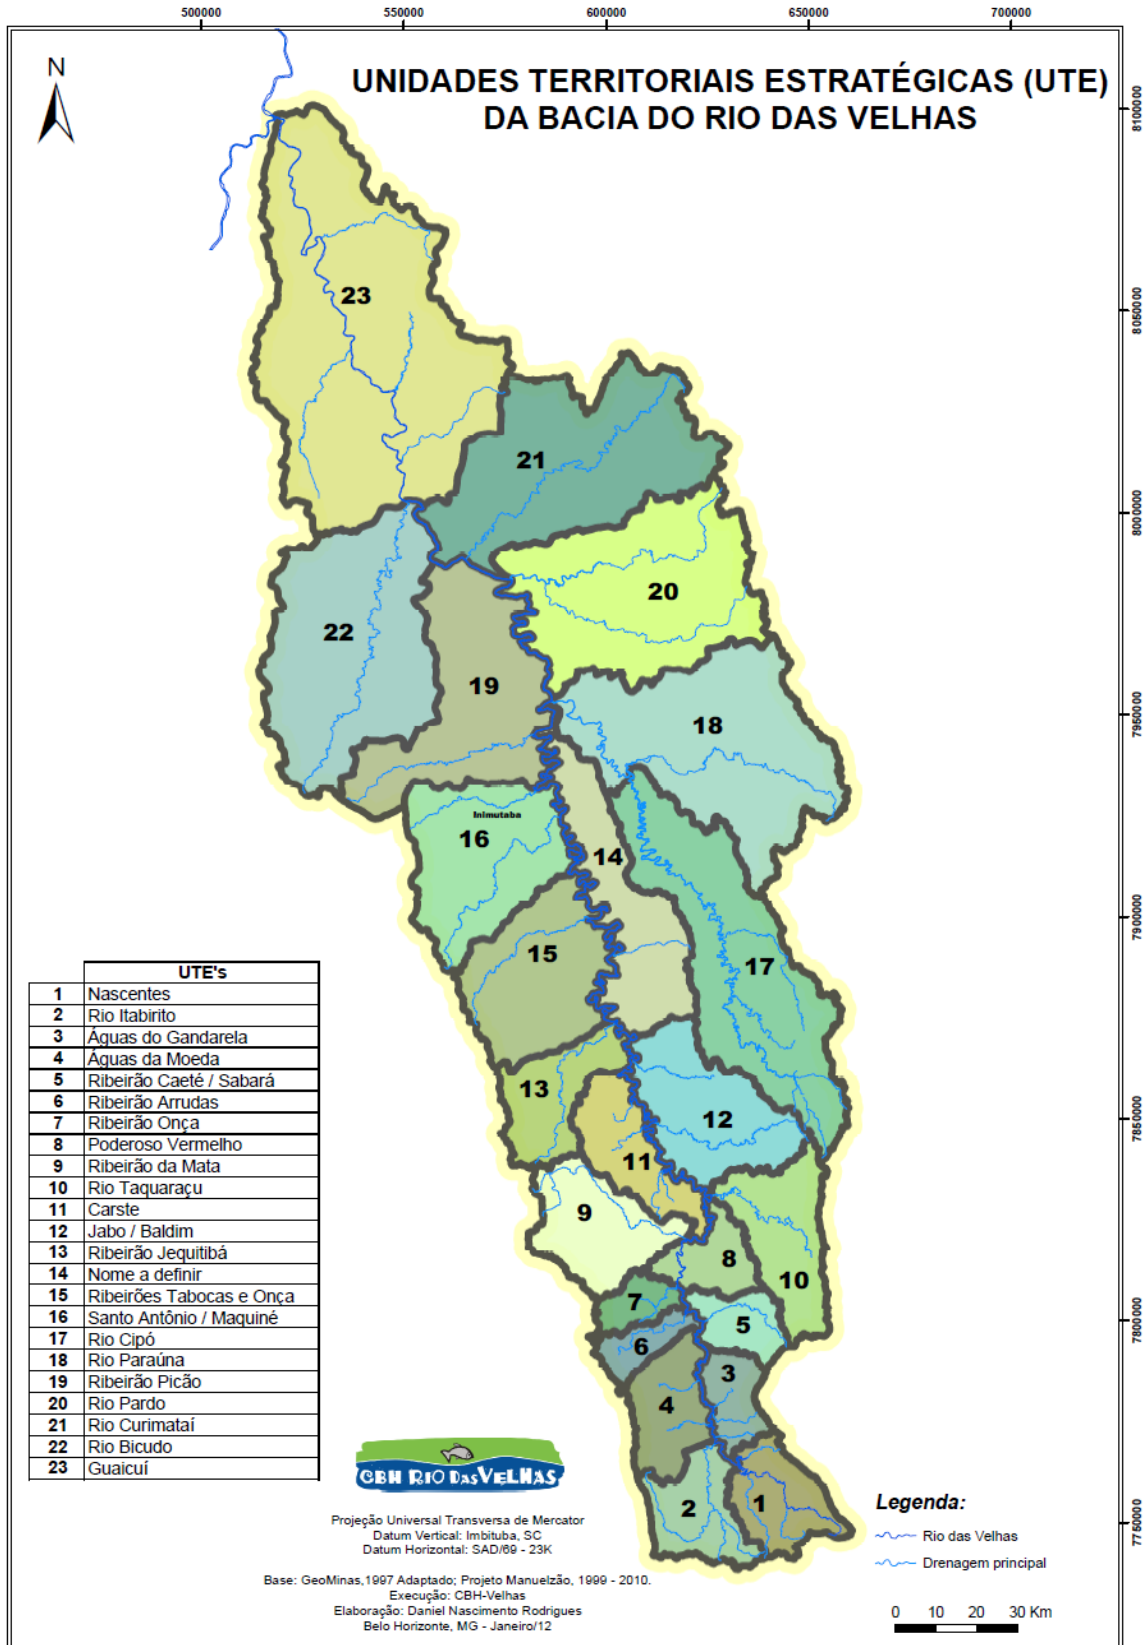 500000 550000 600000 650000 700000
N
UNIDADES TERRITORIAIS ESTRATÉGICAS (UTE)
DA BACIA DO RIO DAS VELHAS
8100000
8050000
8000000
7950000
7900000
7850000
7800000
7750000
23
21
20
22
19
18
Inimutaba
16
14
15
17
13
12
11
9
8
10
7
5
6
3
4
2
1
UTE's
1 Nascentes
2 Rio Itabirito
3 Águas do Gandarela
4 Águas da Moeda
5 Ribeirão Caeté / Sabará
6 Ribeirão Arrudas
7 Ribeirão Onça
8 Poderoso Vermelho
9 Ribeirão da Mata
10 Rio Taquaraçu
11 Carste
12 Jabo / Baldim
13 Ribeirão Jequitibá
14 Nome a definir
15 Ribeirões Tabocas e Onça
16 Santo Antônio / Maquiné
17 Rio Cipó
18 Rio Paraúna
19 Ribeirão Picão
20 Rio Pardo
21 Rio Curimataí
22 Rio Bicudo
23 Guaicuí
CBH RIO DAS VELHAS
Projeção Universal Transversa de Mercator
Datum Vertical: Imbituba, SC
Datum Horizontal: SAD/69 - 23K
Base: GeoMinas,1997 Adaptado; Projeto Manuelzão, 1999 - 2010.
Execução: CBH-Velhas
Elaboração: Daniel Nascimento Rodrigues
Belo Horizonte, MG - Janeiro/12
Legenda:
Rio das Velhas
Drenagem principal
0 10 20 30 Km